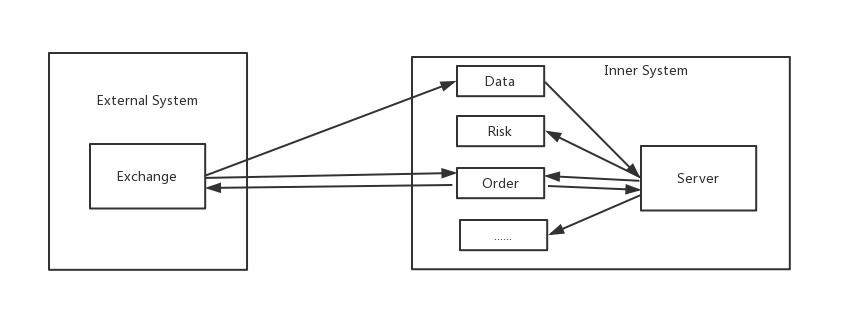 Inner System
Data
External System
Risk
Exchange
Order
Server
......